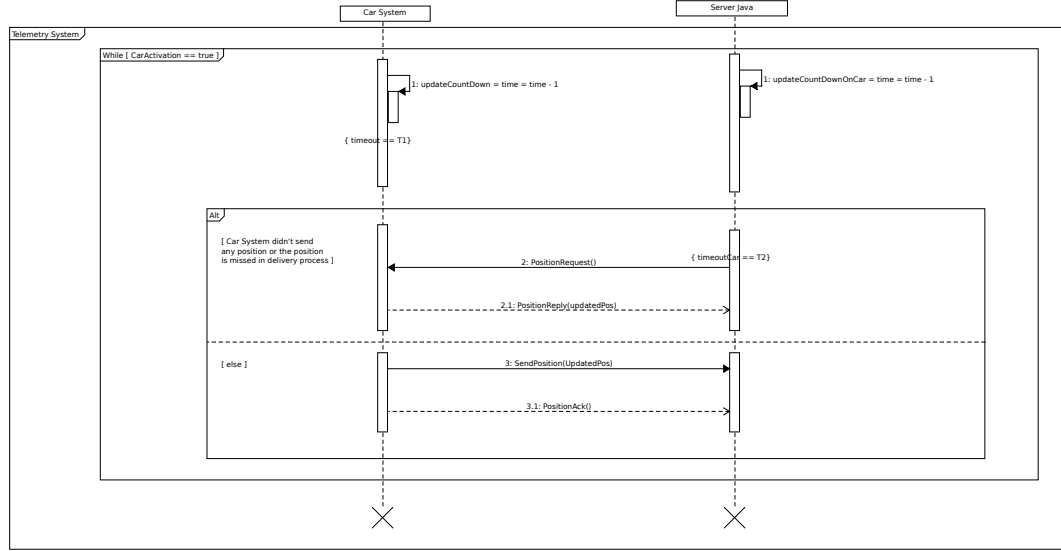 Car System
Server Java
Telemetry System
While [ CarActivation == true ]
1: updateCountDown = time = time - 1
1: updateCountDownOnCar = time = time - 1
{ timeout == T1}
Alt
[ Car System didn't send
any position or the position
is missed in delivery process ]
{ timeoutCar == T2}
2: PositionRequest()
2.1: PositionReply(updatedPos)
[ else ]
3: SendPosition(UpdatedPos)
3.1: PositionAck()